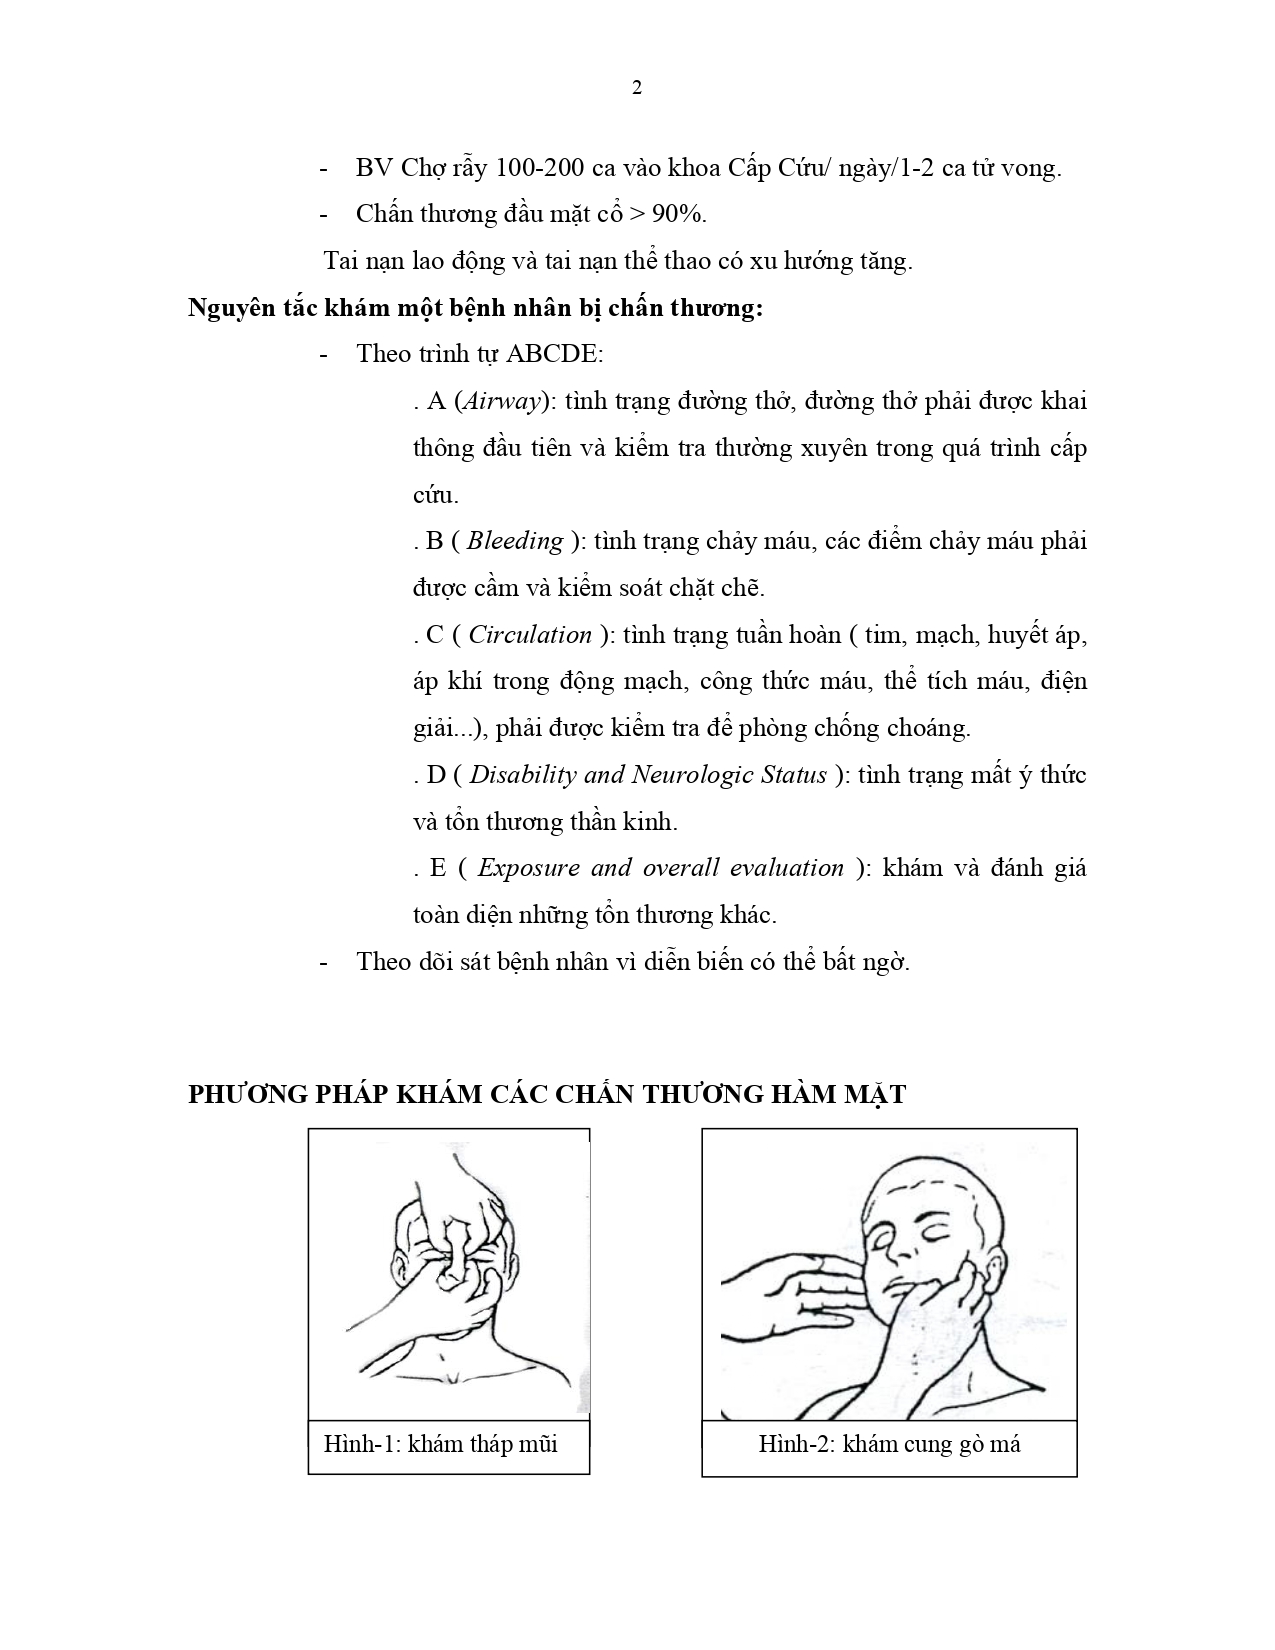 2
- BV Chợ rẫy 100-200 ca vào khoa Cấp Cứu/ ngày/1-2 ca tử vong.
- Chấn thương đầu mặt cổ > 90%.
Tai nạn lao động và tai nạn thể thao có xu hướng tăng.
Nguyên tắc khám một bệnh nhân bị chấn thương:
- Theo trình tự ABCDE:
. A (Airway): tình trạng đường thở, đường thở phải được khai
thông đầu tiên và kiểm tra thường xuyên trong quá trình cấp
cứu.
. B ( Bleeding ): tình trạng chảy máu, các điểm chảy máu phải
được cầm và kiểm soát chặt chẽ.
. C ( Circulation ): tình trạng tuần hoàn ( tim, mạch, huyết áp,
áp khí trong động mạch, công thức máu, thể tích máu, điện
giải...), phải được kiểm tra để phòng chống choáng.
. D ( Disability and Neurologic Status ): tình trạng mất ý thức
và tổn thương thần kinh.
. E ( Exposure and overall evaluation ): khám và đánh giá
toàn diện những tổn thương khác.
- Theo dõi sát bệnh nhân vì diễn biến có thể bất ngờ.
PHƯƠNG PHÁP KHÁM CÁC CHẤN THƯƠNG HÀM MẶT
Hình-1: khám tháp mũi
Hình-2: khám cung gò má